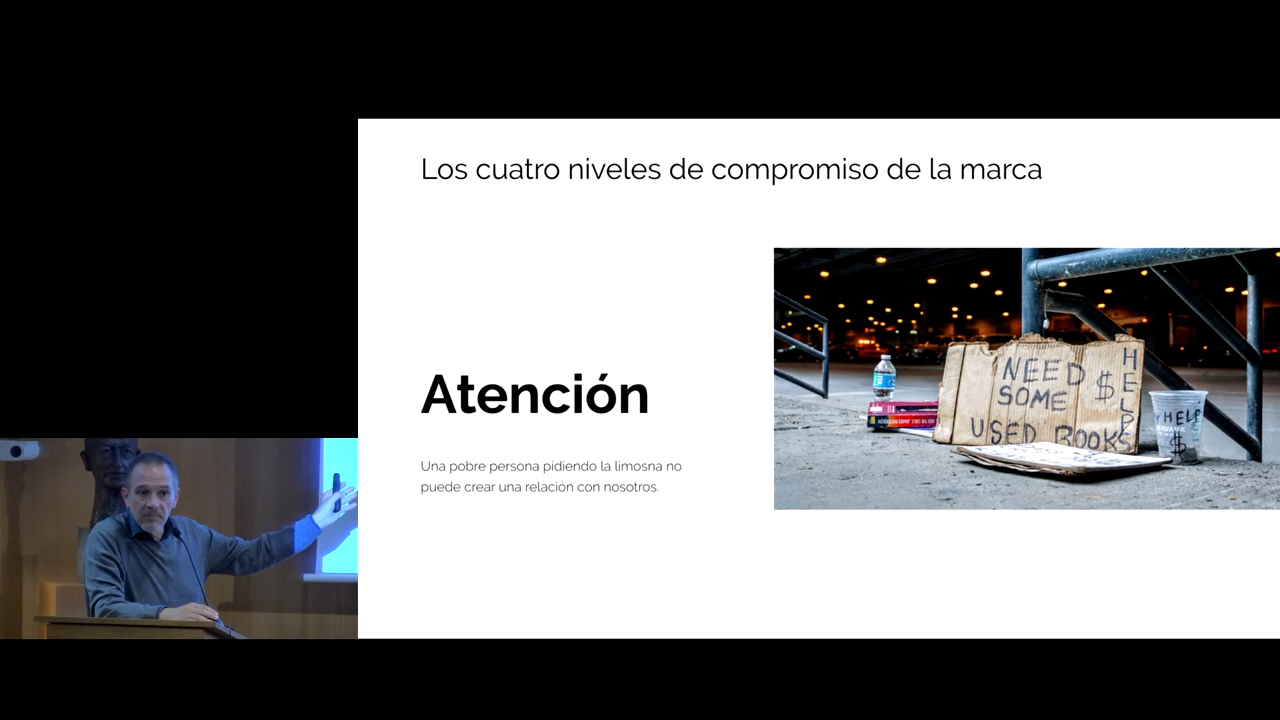 Los cuatro niveles de compromiso de la marca
Atención
Una pobre persona pidiendo la limosna no
puede crear una relación con nosotros.
NEED
SOME $
USED BOOKS
HELPS
HELP
$